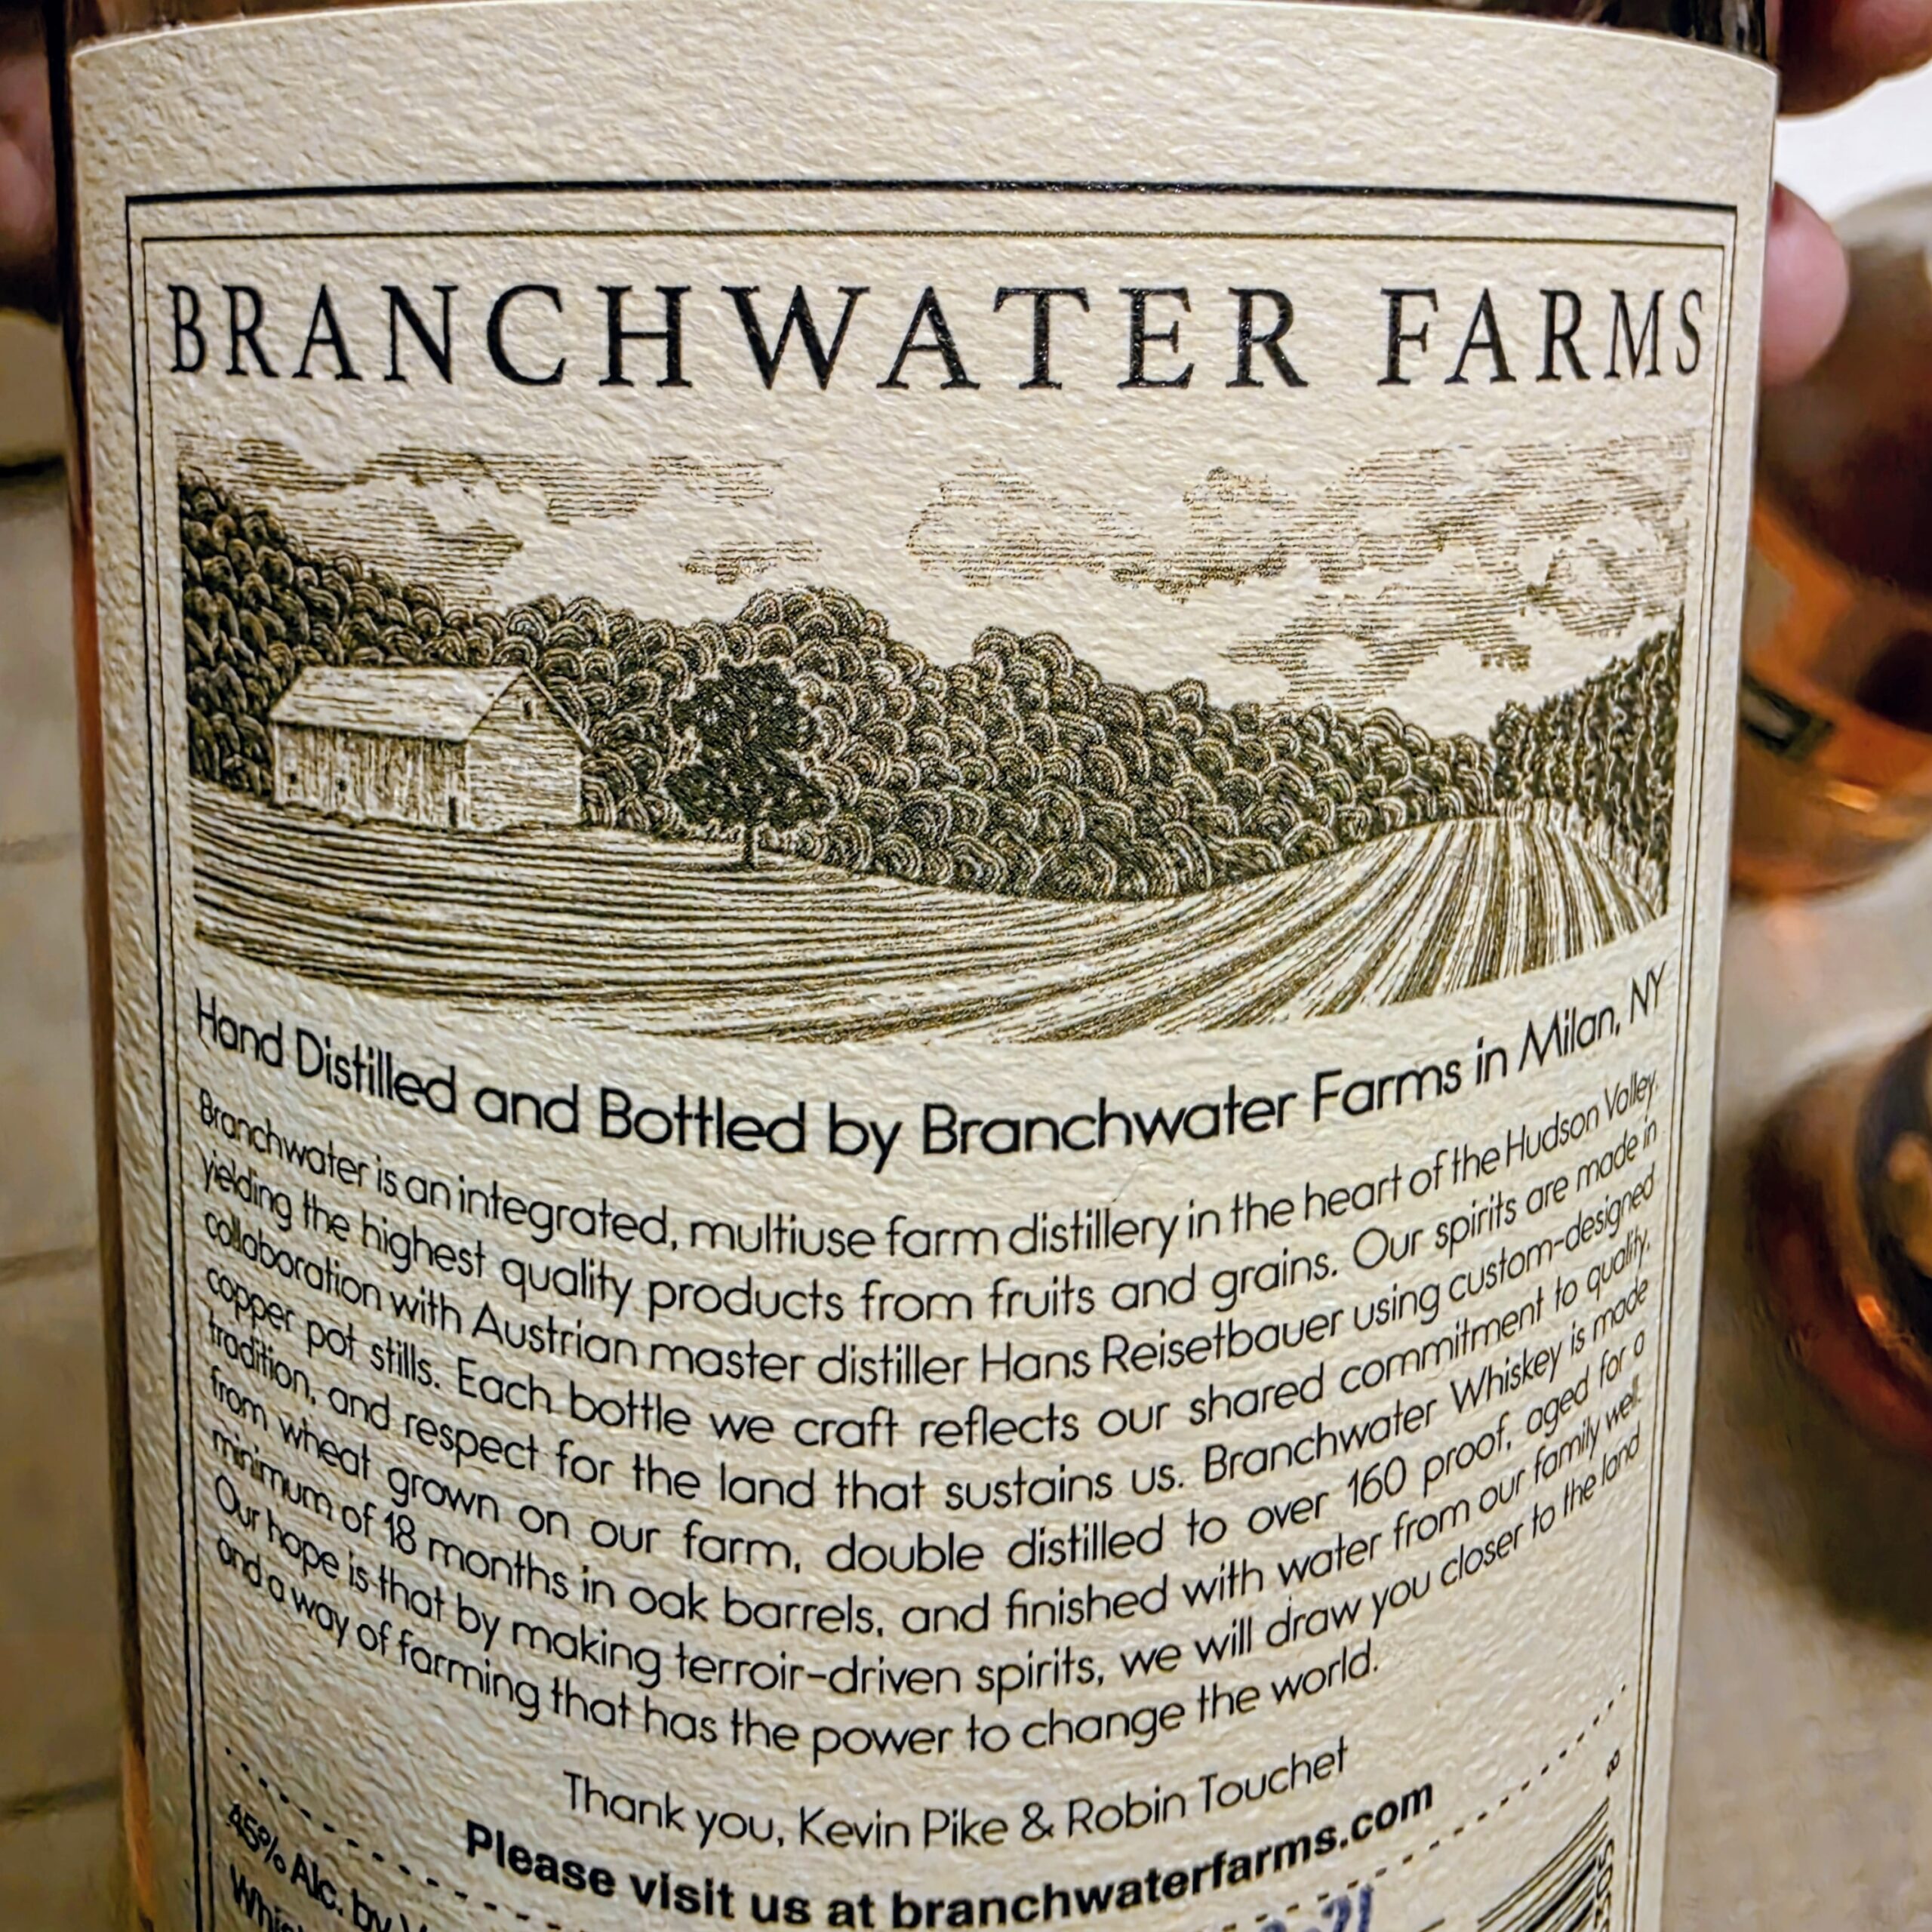 BRANCHWATER FARMS
Hand Distilled and Bottled by Branchwater Farms in Milan, NY
Branchwater is an integrated, multiuse farm distillery in the heart of the Hudson Valley,
yielding the highest quality products from fruits and grains. Our spirits are made in
collaboration with Austrian master distiller Hans Reisetbauer using custom-designed
copper pot stills. Each bottle we craft reflects our shared commitment to quality,
tradition, and respect for the land that sustains us. Branchwater Whiskey is made
from wheat grown on our farm, double distilled to over 160 proof, aged for a
minimum of 18 months in oak barrels, and finished with water from our family well.
Our hope is that by making terroir-driven spirits, we will draw you closer to the land
and a way of farming that has the power to change the world.
Thank you, Kevin Pike & Robin Touchet
Please visit us at branchwaterfarms.com
45% Alc. by